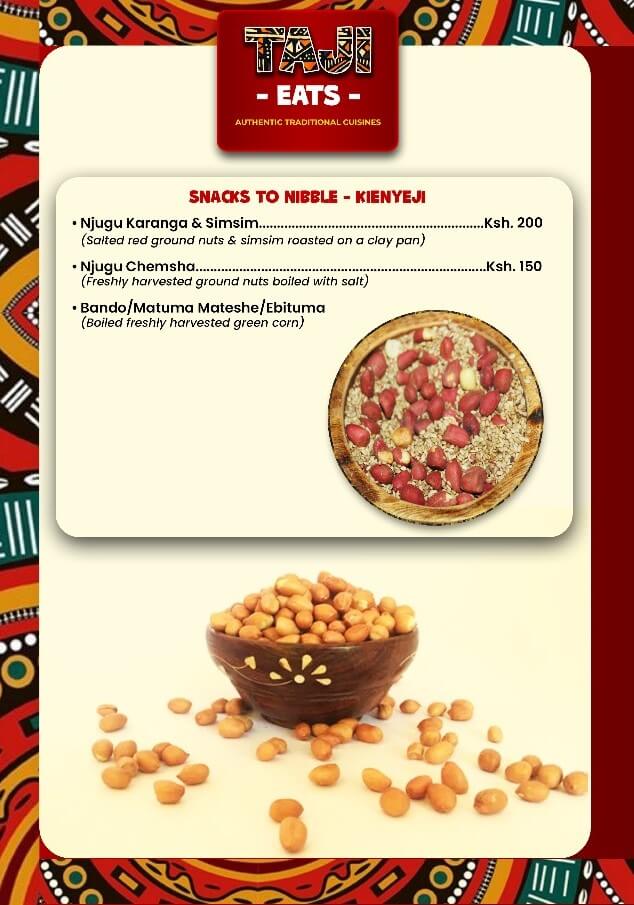 TAJI
- EATS -
AUTHENTIC TRADITIONAL CUISINES
SNACKS TO NIBBLE - KIENYEJI
• Njugu Karanga & Simsim....................................................................Ksh. 200
(Salted red ground nuts & simsim roasted on a clay pan)
• Njugu Chemsha.......................................................................................Ksh. 150
(Freshly harvested ground nuts boiled with salt)
• Bando/Matuma Mateshe/Ebituma
(Boiled freshly harvested green corn)